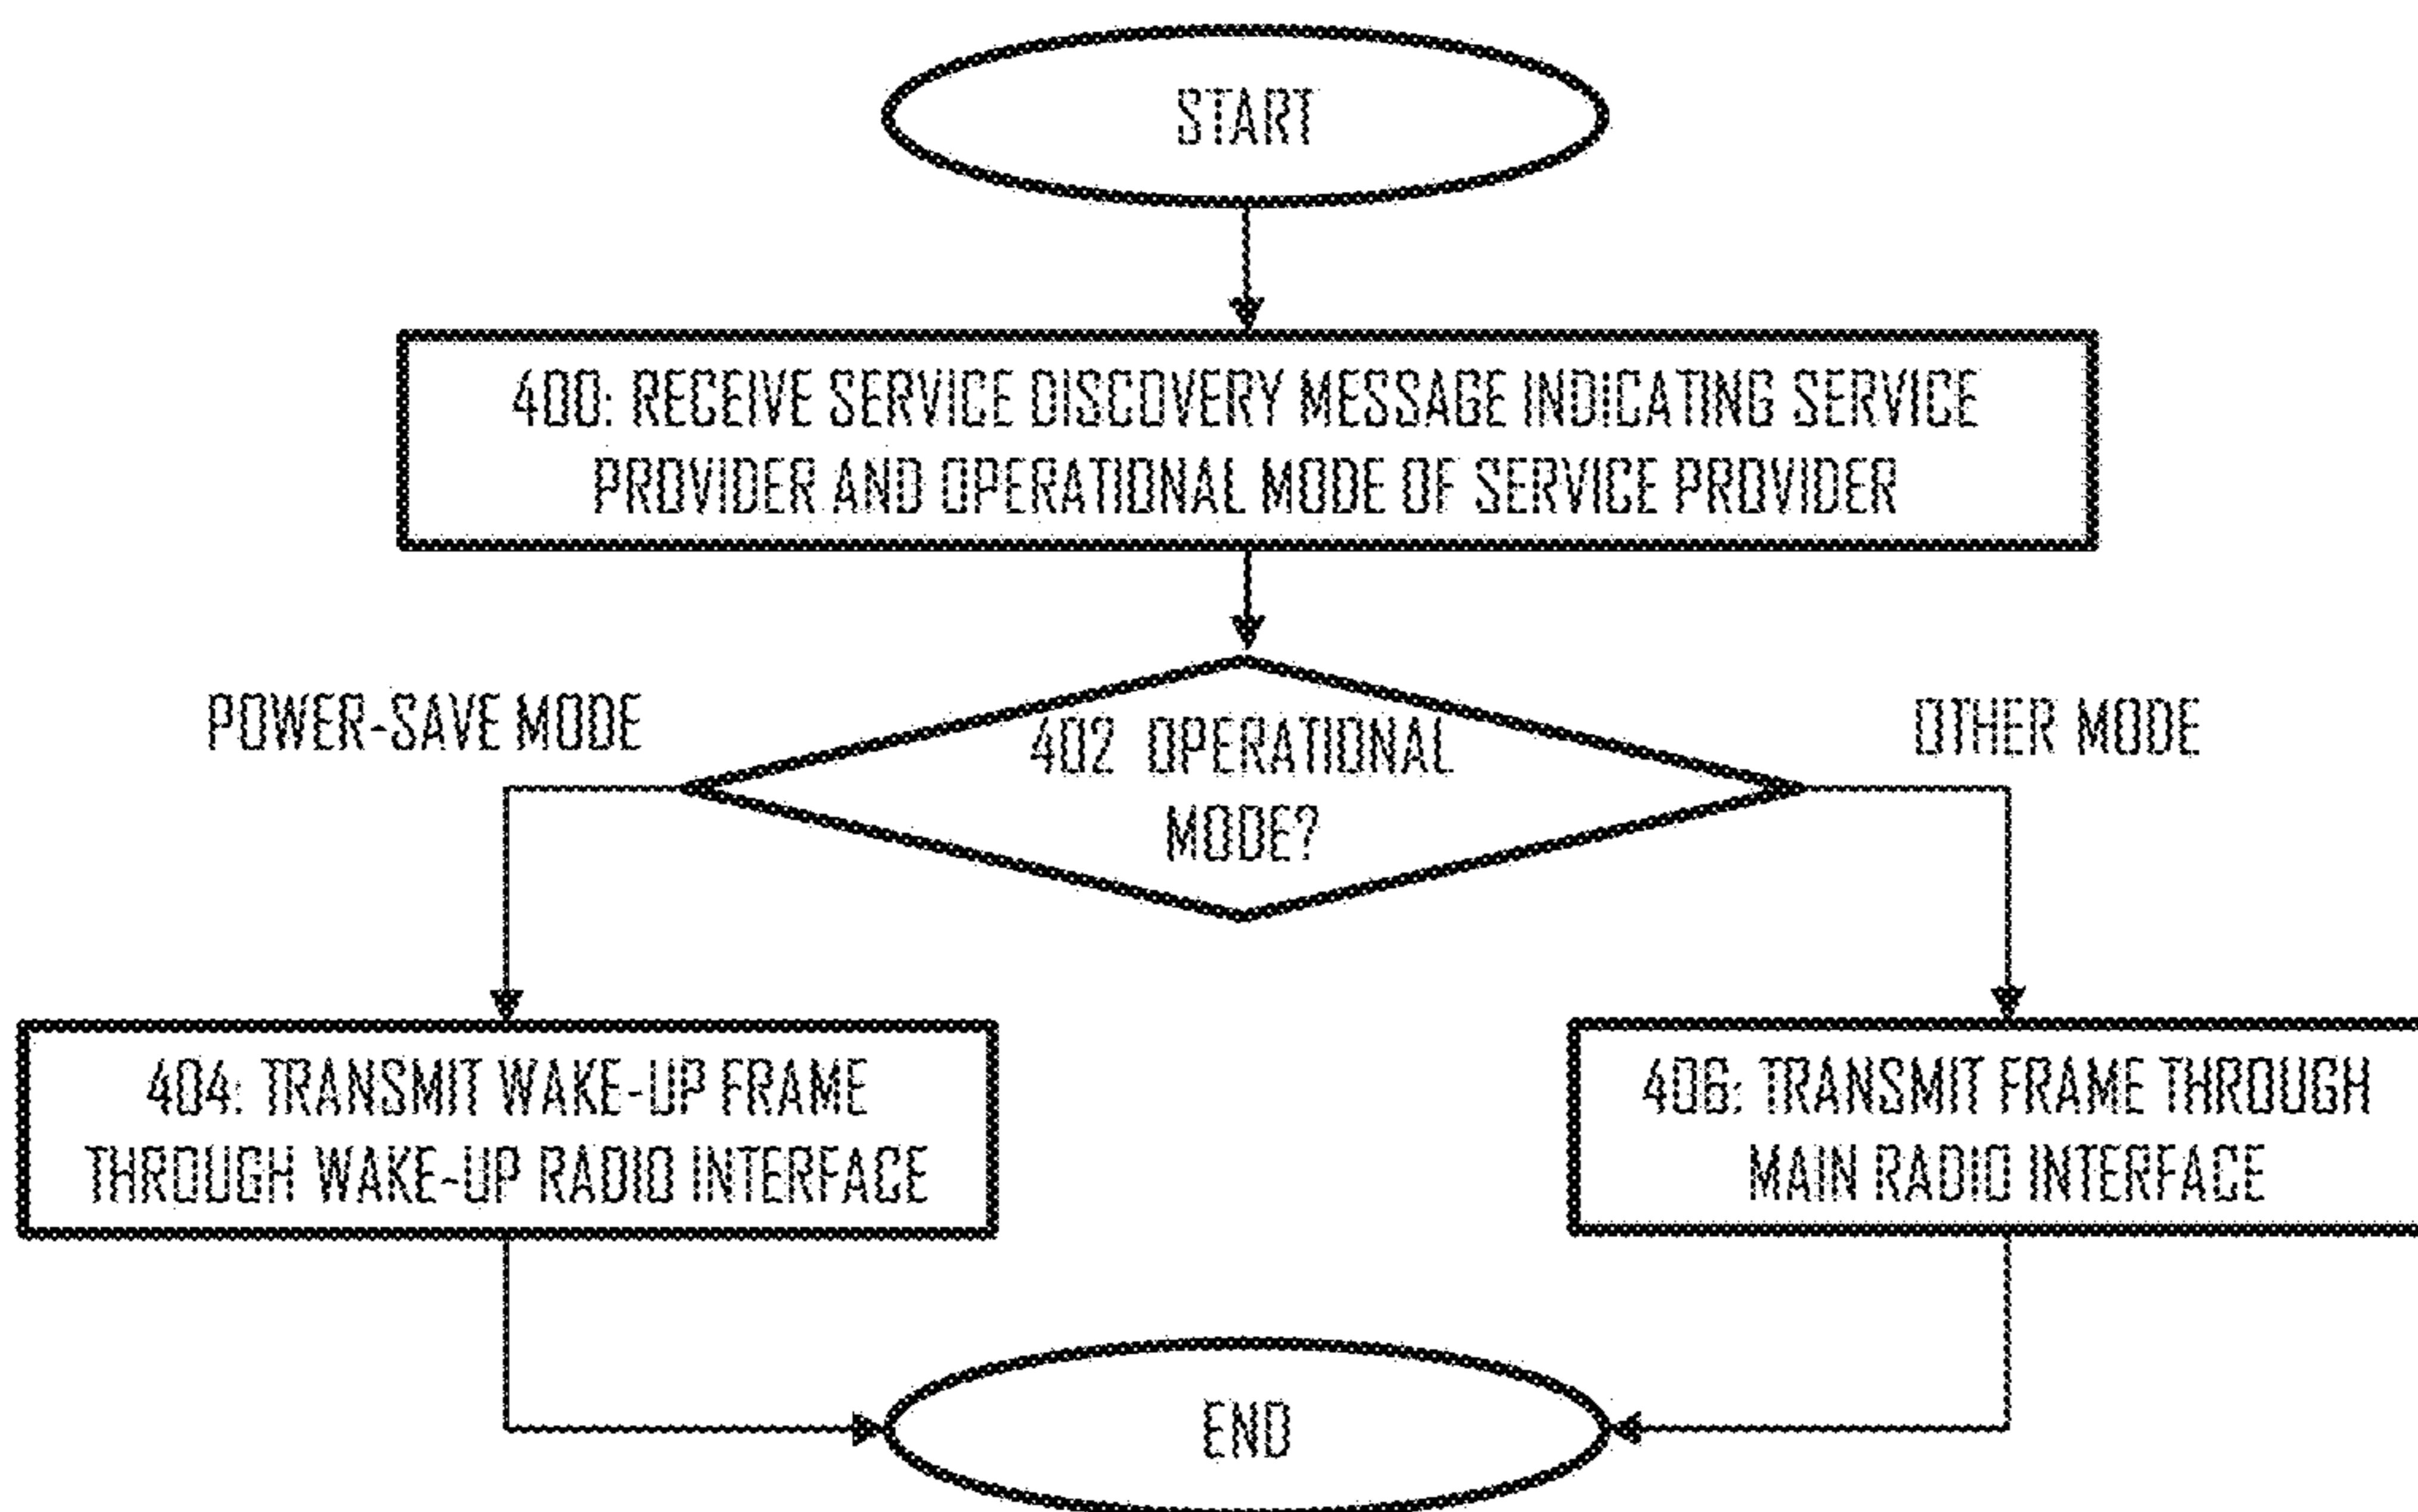 START
400: RECEIVE SERVICE DISCOVERY MESSAGE INDICATING SERVICE
PROVIDER AND OPERATIONAL MODE OF SERVICE PROVIDER
POWER-SAVE MODE
402 OPERATIONAL
MODE?
OTHER MODE
404: TRANSMIT WAKE-UP FRAME
THROUGH WAKE-UP RADIO INTERFACE
406: TRANSMIT FRAME THROUGH
MAIN RADIO INTERFACE
END